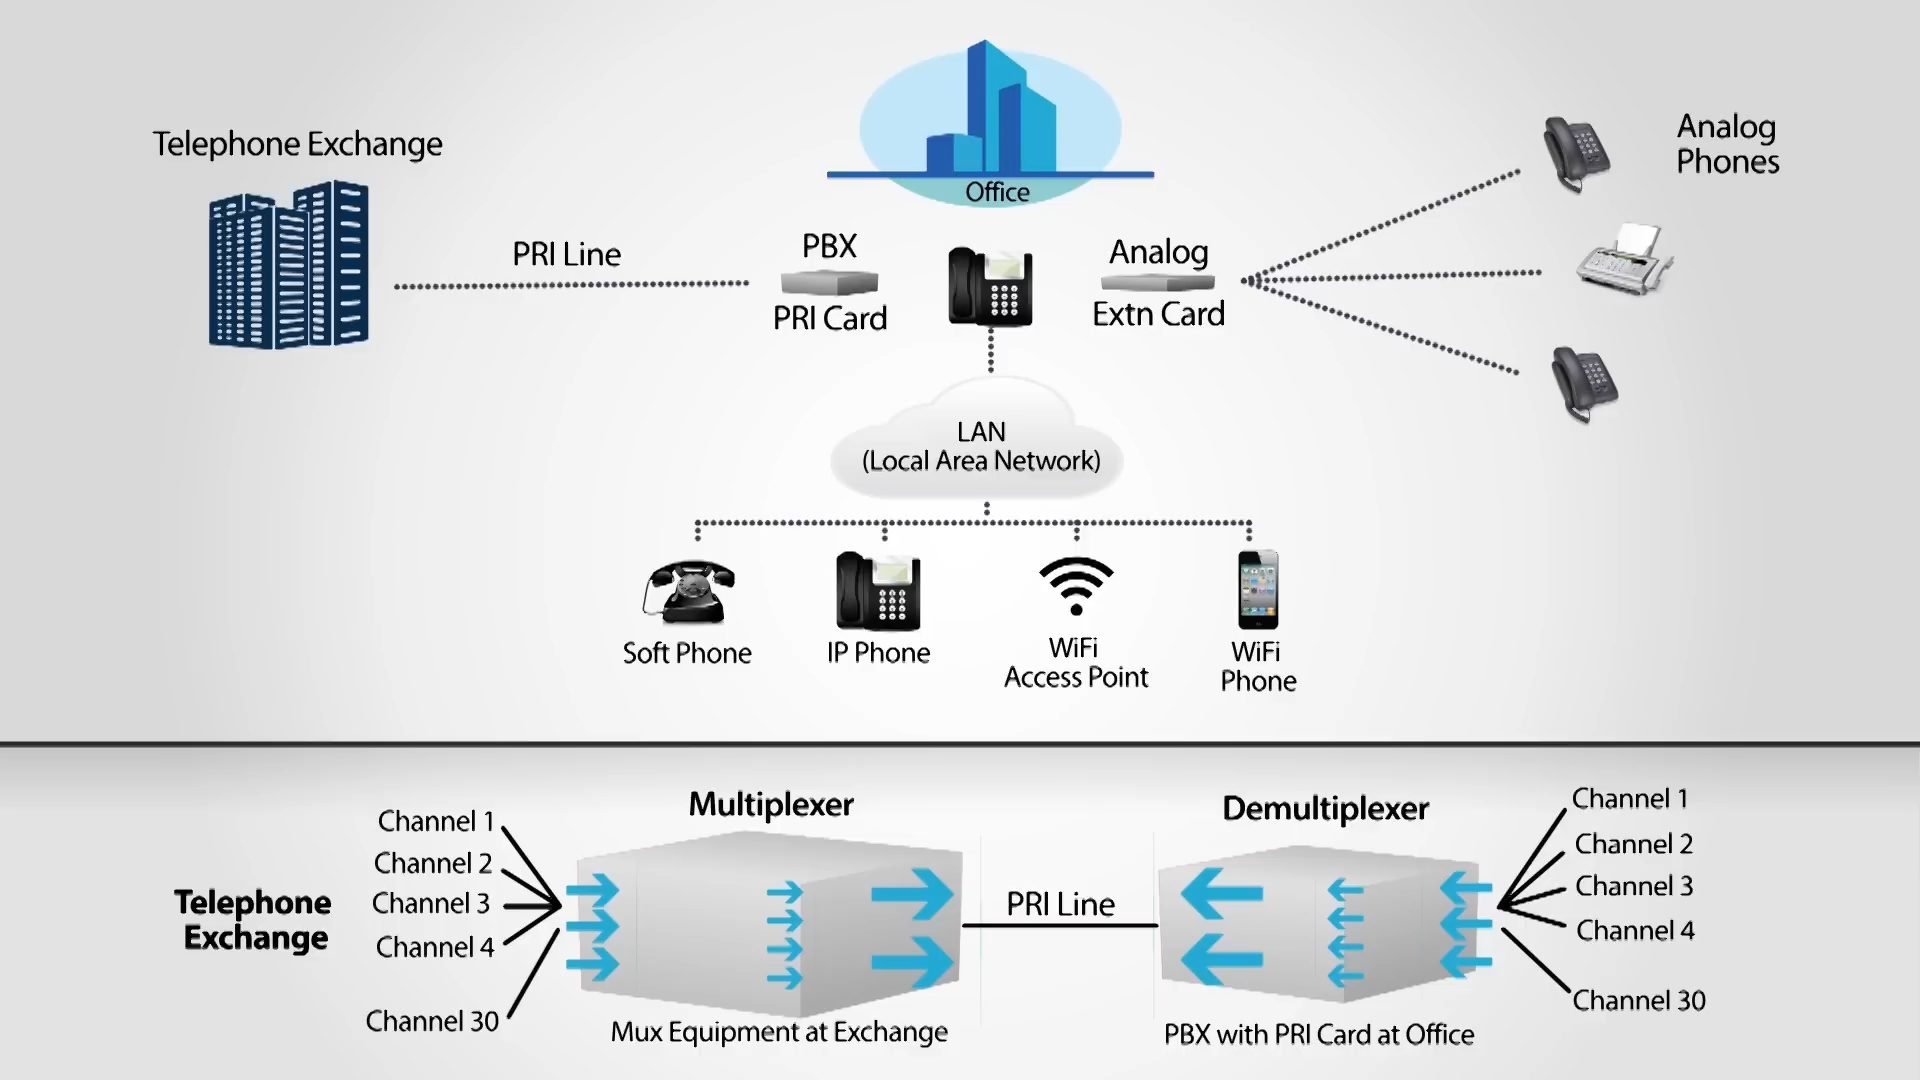 Office
Telephone Exchange
PRI Line
PBX
PRI Card
Analog
Extn Card
Analog
Phones
LAN
(Local Area Network)
Soft Phone
IP Phone
WiFi
Access Point
WiFi
Phone
Telephone
Exchange
Channel 1
Channel 2
Channel 3
Channel 4
Channel 30
Multiplexer
Mux Equipment at Exchange
PRI Line
Demultiplexer
PBX with PRI Card at Office
Channel 1
Channel 2
Channel 3
Channel 4
Channel 30